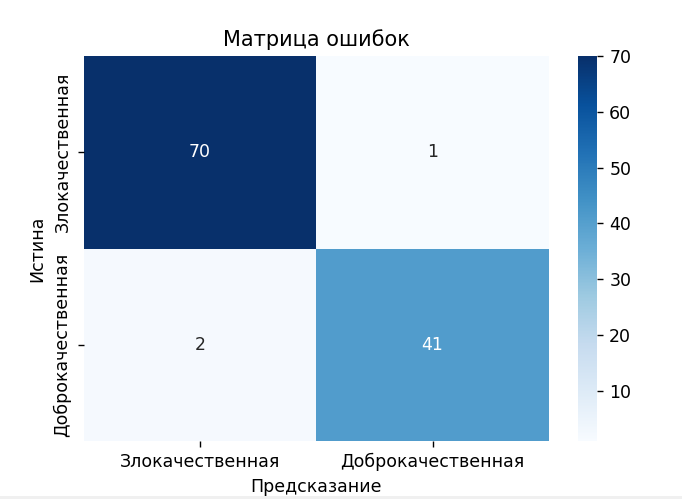 Матрица ошибок
Истина
Злокачественная
Доброкачественная
70
1
2
41
Злокачественная
Доброкачественная
Предсказание
70
60
50
40
30
20
10